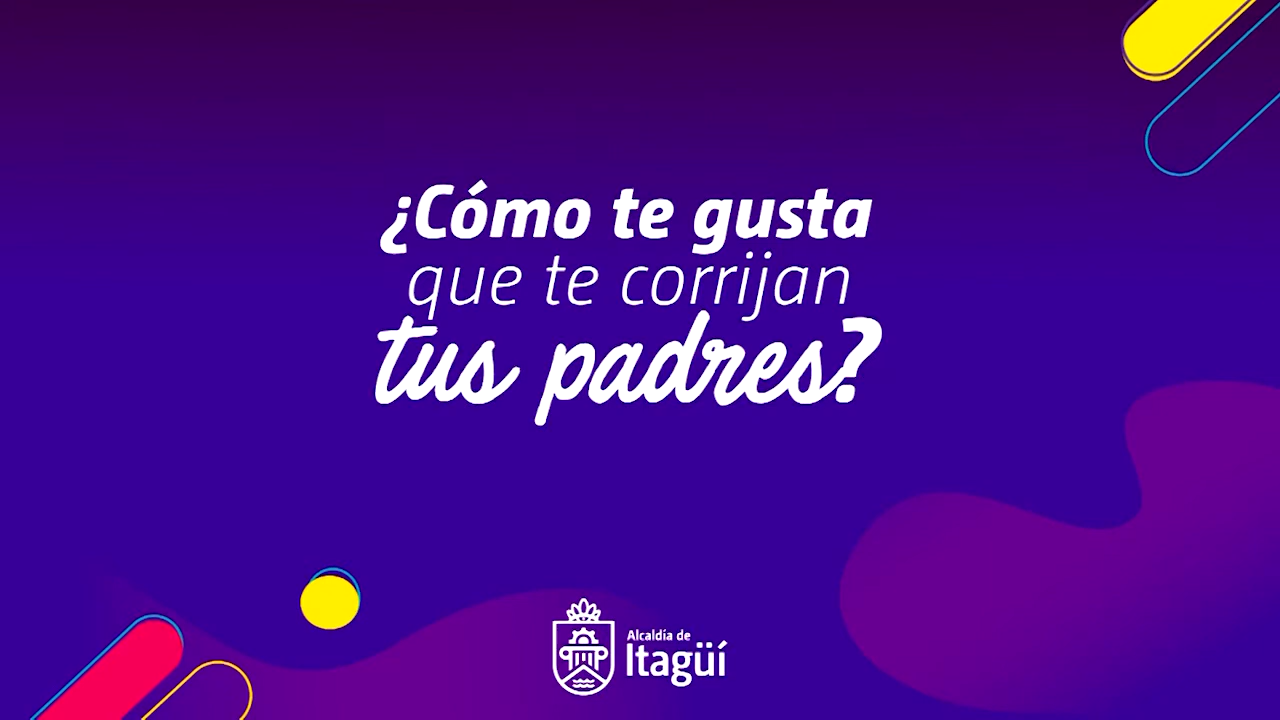 ¿Cómo te gusta
que te corrijan
tus padres?
Alcaldía de
Itagüí